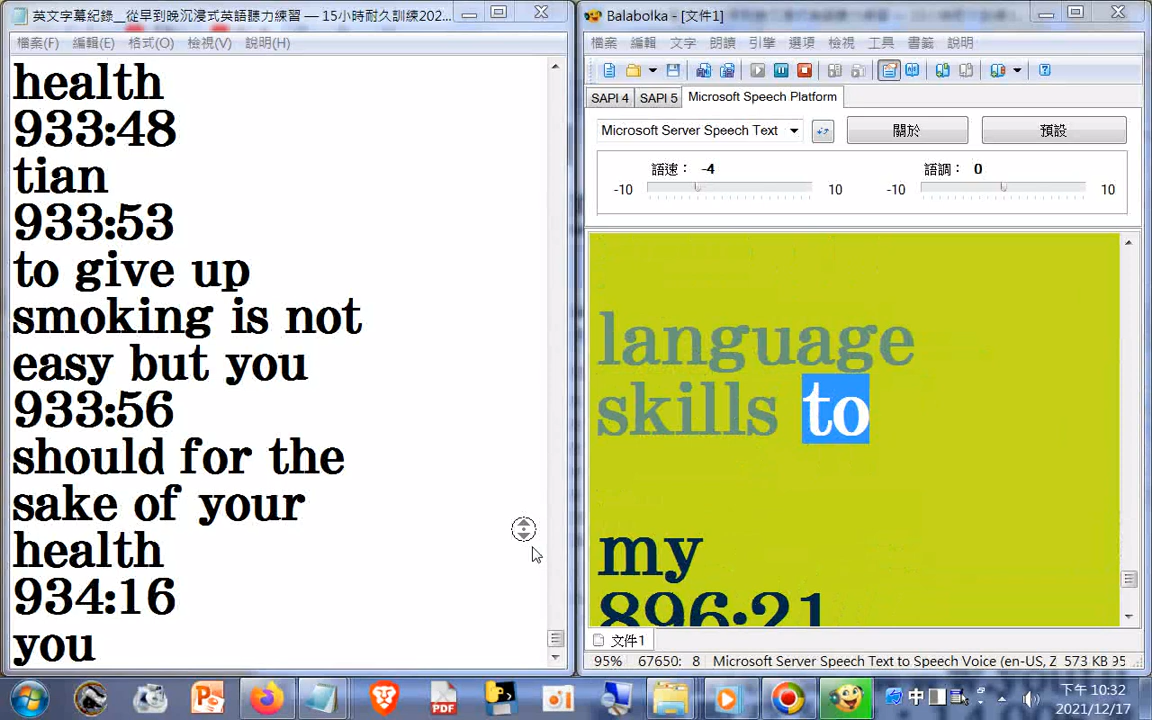 英文字幕紀錄__從早到晚沉浸式英語聽力練習 — 15小時耐久訓練202...
檔案(F) 編輯(E) 格式(O) 檢視(V) 說明(H)
health
933:48
tian
933:53
to give up
smoking is not
easy but you
933:56
should for the
sake of your
health
934:16
you
Balabolka - [文件1]
檔案 編輯 文字 朗讀 引擎 選項 檢視 工具 書籤 說明
SAPI 4 SAPI 5 Microsoft Speech Platform
Microsoft Server Speech Text 關於 預設
語速： -4 語調： 0
-10 10 -10 10
language
skills to
my
896:21
文件1
95% 67650: 8 Microsoft Server Speech Text to Speech Voice (en-US, Z 573 KB 95
PDF
中
下午 10:32
2021/12/17